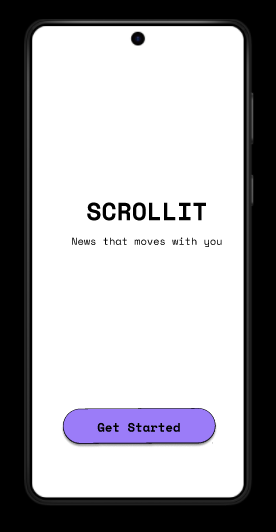 SCROLLIT
News that moves with you
Get Started